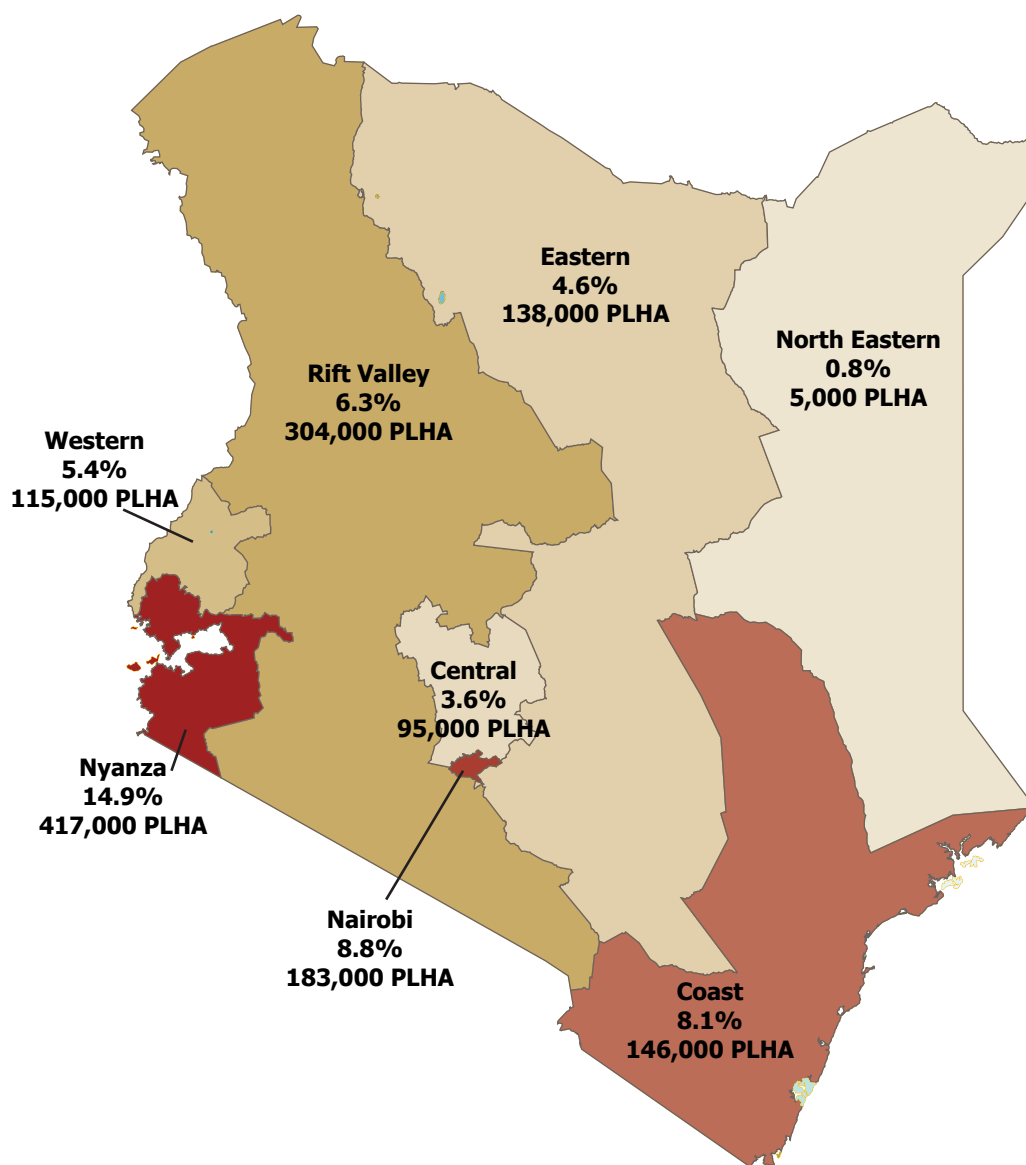 Eastern
4.6%
138,000 PLHA
North Eastern
0.8%
5,000 PLHA
Rift Valley
6.3%
304,000 PLHA
Western
5.4%
115,000 PLHA
Central
3.6%
95,000 PLHA
Nyanza
14.9%
417,000 PLHA
Nairobi
8.8%
183,000 PLHA
Coast
8.1%
146,000 PLHA